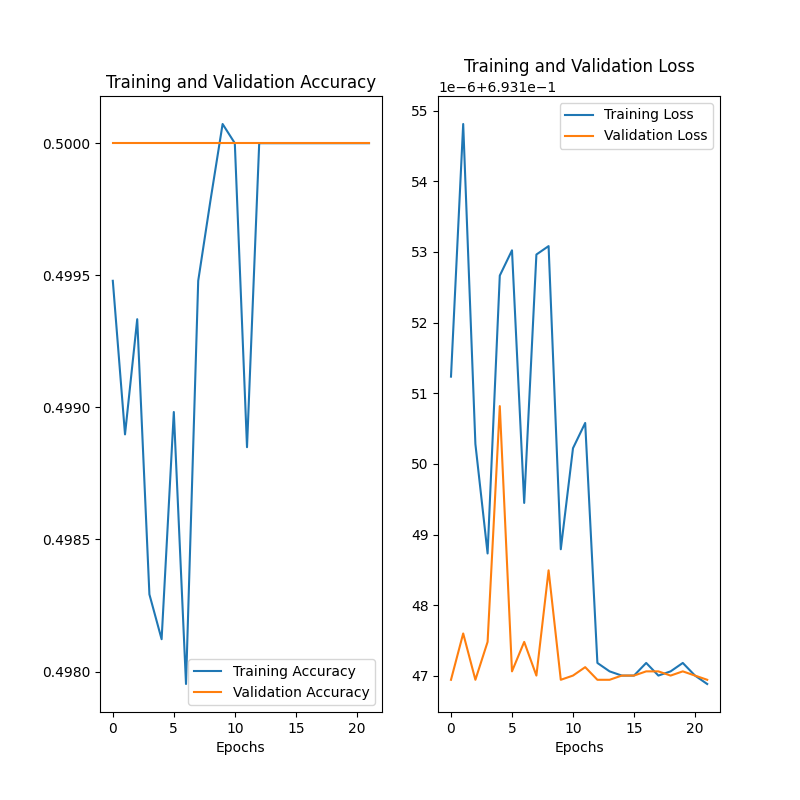 Training and Validation Accuracy
0.5000
0.4995
0.4990
0.4985
0.4980
Training Accuracy
Validation Accuracy
0 5 10 15 20
Epochs
Training and Validation Loss
1e−6+6.931e−1
55
54
53
52
51
50
49
48
47
Training Loss
Validation Loss
0 5 10 15 20
Epochs